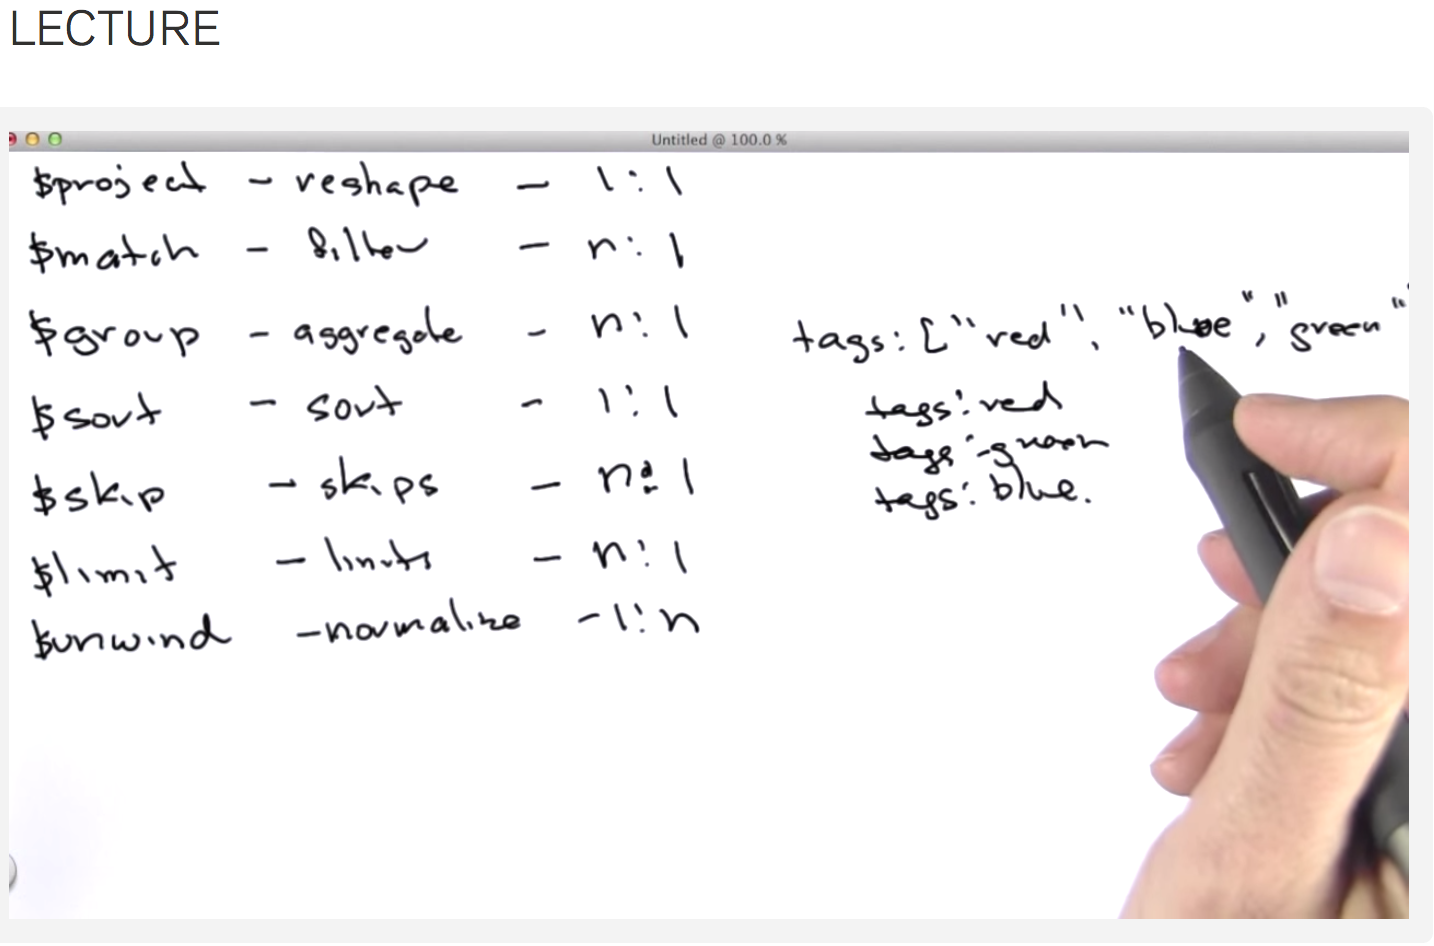 LECTURE
Untitled @ 100.0 %
$project - reshape - 1:1
$match - filter - n:1
$group - aggregate - n:1
$sort - sort - 1:1
$skip - skips - n:1
$limit - limits - n:1
$unwind - normalize - 1:n
tags: ["red", "blue", "green"
tags: red
tags: green
tags: blue.